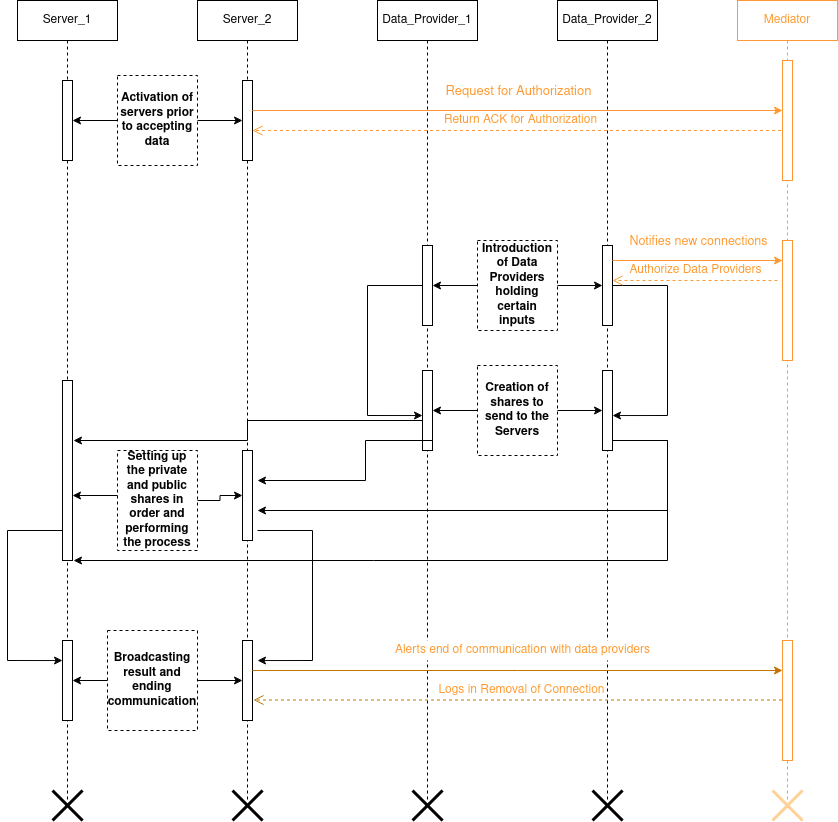 Server_1
Server_2
Data_Provider_1
Data_Provider_2
Mediator
Activation of
servers prior
to accepting
data
Request for Authorization
Return ACK for Authorization
Introduction
of Data
Providers
holding
certain
inputs
Notifies new connections
Authorize Data Providers
Creation of
shares to
send to the
Servers
Setting up
the private
and public
shares in
order and
performing
the process
Broadcasting
result and
ending
communication
Alerts end of communication with data providers
Logs in Removal of Connection